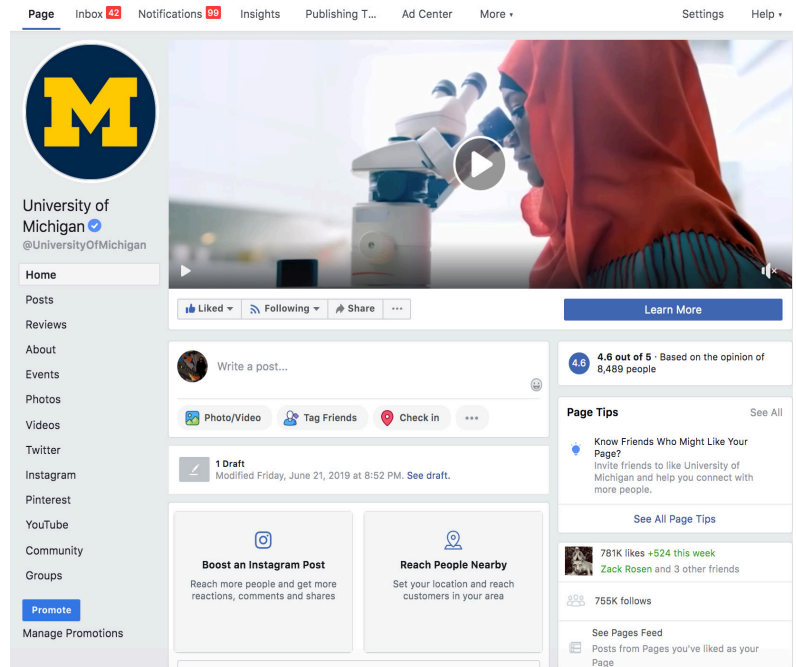 Page Inbox 42 Notifications 99 Insights Publishing T... Ad Center More Settings Help
M
University of
Michigan
@UniversityOfMichigan
Home
Posts
Reviews
About
Events
Photos
Videos
Twitter
Instagram
Pinterest
YouTube
Community
Groups
Promote
Manage Promotions
Liked Following Share ...
Learn More
Write a post...
Photo/Video Tag Friends Check in ...
1 Draft
Modified Friday, June 21, 2019 at 8:52 PM. See draft.
Boost an Instagram Post
Reach more people and get more
reactions, comments and shares
Reach People Nearby
Set your location and reach
customers in your area
4.6 4.6 out of 5 · Based on the opinion of
8,489 people
Page Tips See All
Know Friends Who Might Like Your
Page?
Invite friends to like University of
Michigan and help you connect with
more people.
See All Page Tips
781K likes +524 this week
Zack Rosen and 3 other friends
755K follows
See Pages Feed
Posts from Pages you've liked as your
Page